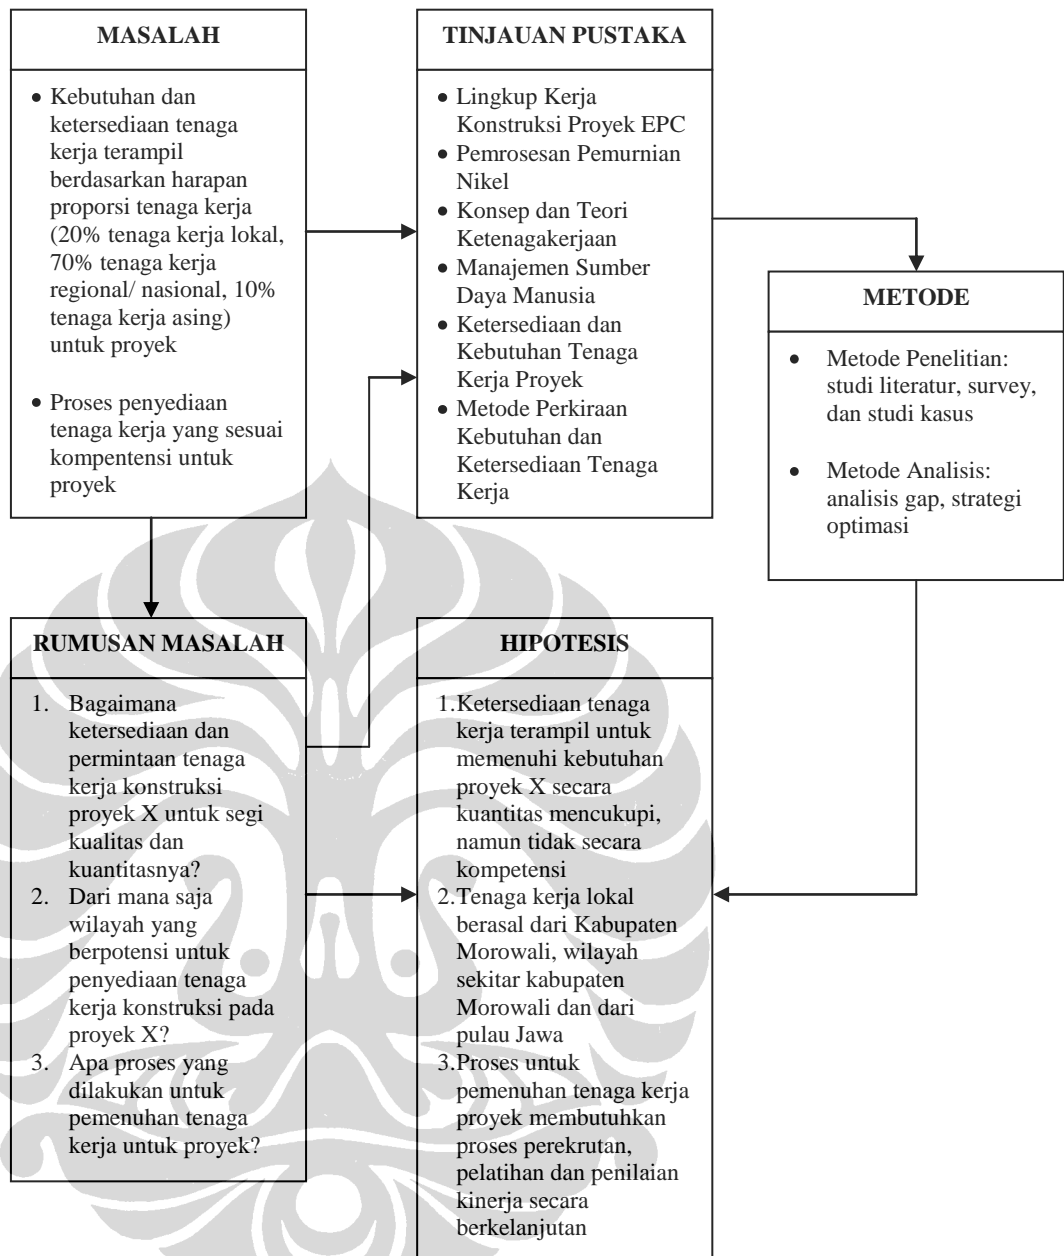 MASALAH
• Kebutuhan dan
ketersediaan tenaga
kerja terampil
berdasarkan harapan
proporsi tenaga kerja
(20% tenaga kerja lokal,
70% tenaga kerja
regional/ nasional, 10%
tenaga kerja asing)
untuk proyek
• Proses penyediaan
tenaga kerja yang sesuai
kompentensi untuk
proyek
TINJAUAN PUSTAKA
• Lingkup Kerja
Konstruksi Proyek EPC
• Pemrosesan Pemurnian
Nikel
• Konsep dan Teori
Ketenagakerjaan
• Manajemen Sumber
Daya Manusia
• Ketersediaan dan
Kebutuhan Tenaga
Kerja Proyek
• Metode Perkiraan
Kebutuhan dan
Ketersediaan Tenaga
Kerja
METODE
• Metode Penelitian:
studi literatur, survey,
dan studi kasus
• Metode Analisis:
analisis gap, strategi
optimasi
RUMUSAN MASALAH
1. Bagaimana
ketersediaan dan
permintaan tenaga
kerja konstruksi
proyek X untuk segi
kualitas dan
kuantitasnya?
2. Dari mana saja
wilayah yang
berpotensi untuk
penyediaan tenaga
kerja konstruksi pada
proyek X?
3. Apa proses yang
dilakukan untuk
pemenuhan tenaga
kerja untuk proyek?
HIPOTESIS
1.Ketersediaan tenaga
kerja terampil untuk
memenuhi kebutuhan
proyek X secara
kuantitas mencukupi,
namun tidak secara
kompetensi
2.Tenaga kerja lokal
berasal dari Kabupaten
Morowali, wilayah
sekitar kabupaten
Morowali dan dari
pulau Jawa
3.Proses untuk
pemenuhan tenaga kerja
proyek membutuhkan
proses perekrutan,
pelatihan dan penilaian
kinerja secara
berkelanjutan